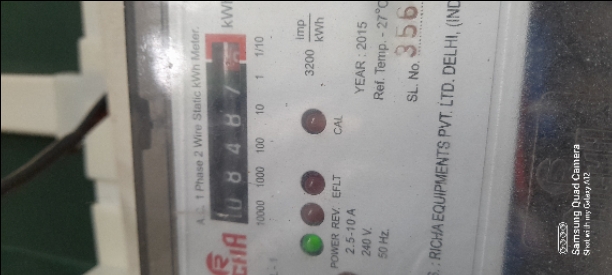 A.C. 1 Phase 2 Wire Static kWh Meter.
0 8 4 8 7 kWh
10000 1000 100 10 1 1/10
3200 imp/kWh
POWER REV. EFLT CAL
2.5-10 A
240 V.
50 Hz.
YEAR : 2015
Ref. Temp. - 27°C
SL. No. 356
: RICHA EQUIPMENTS PVT. LTD. DELHI, (IND
Samsung Quad Camera
Shot with my Galaxy A12